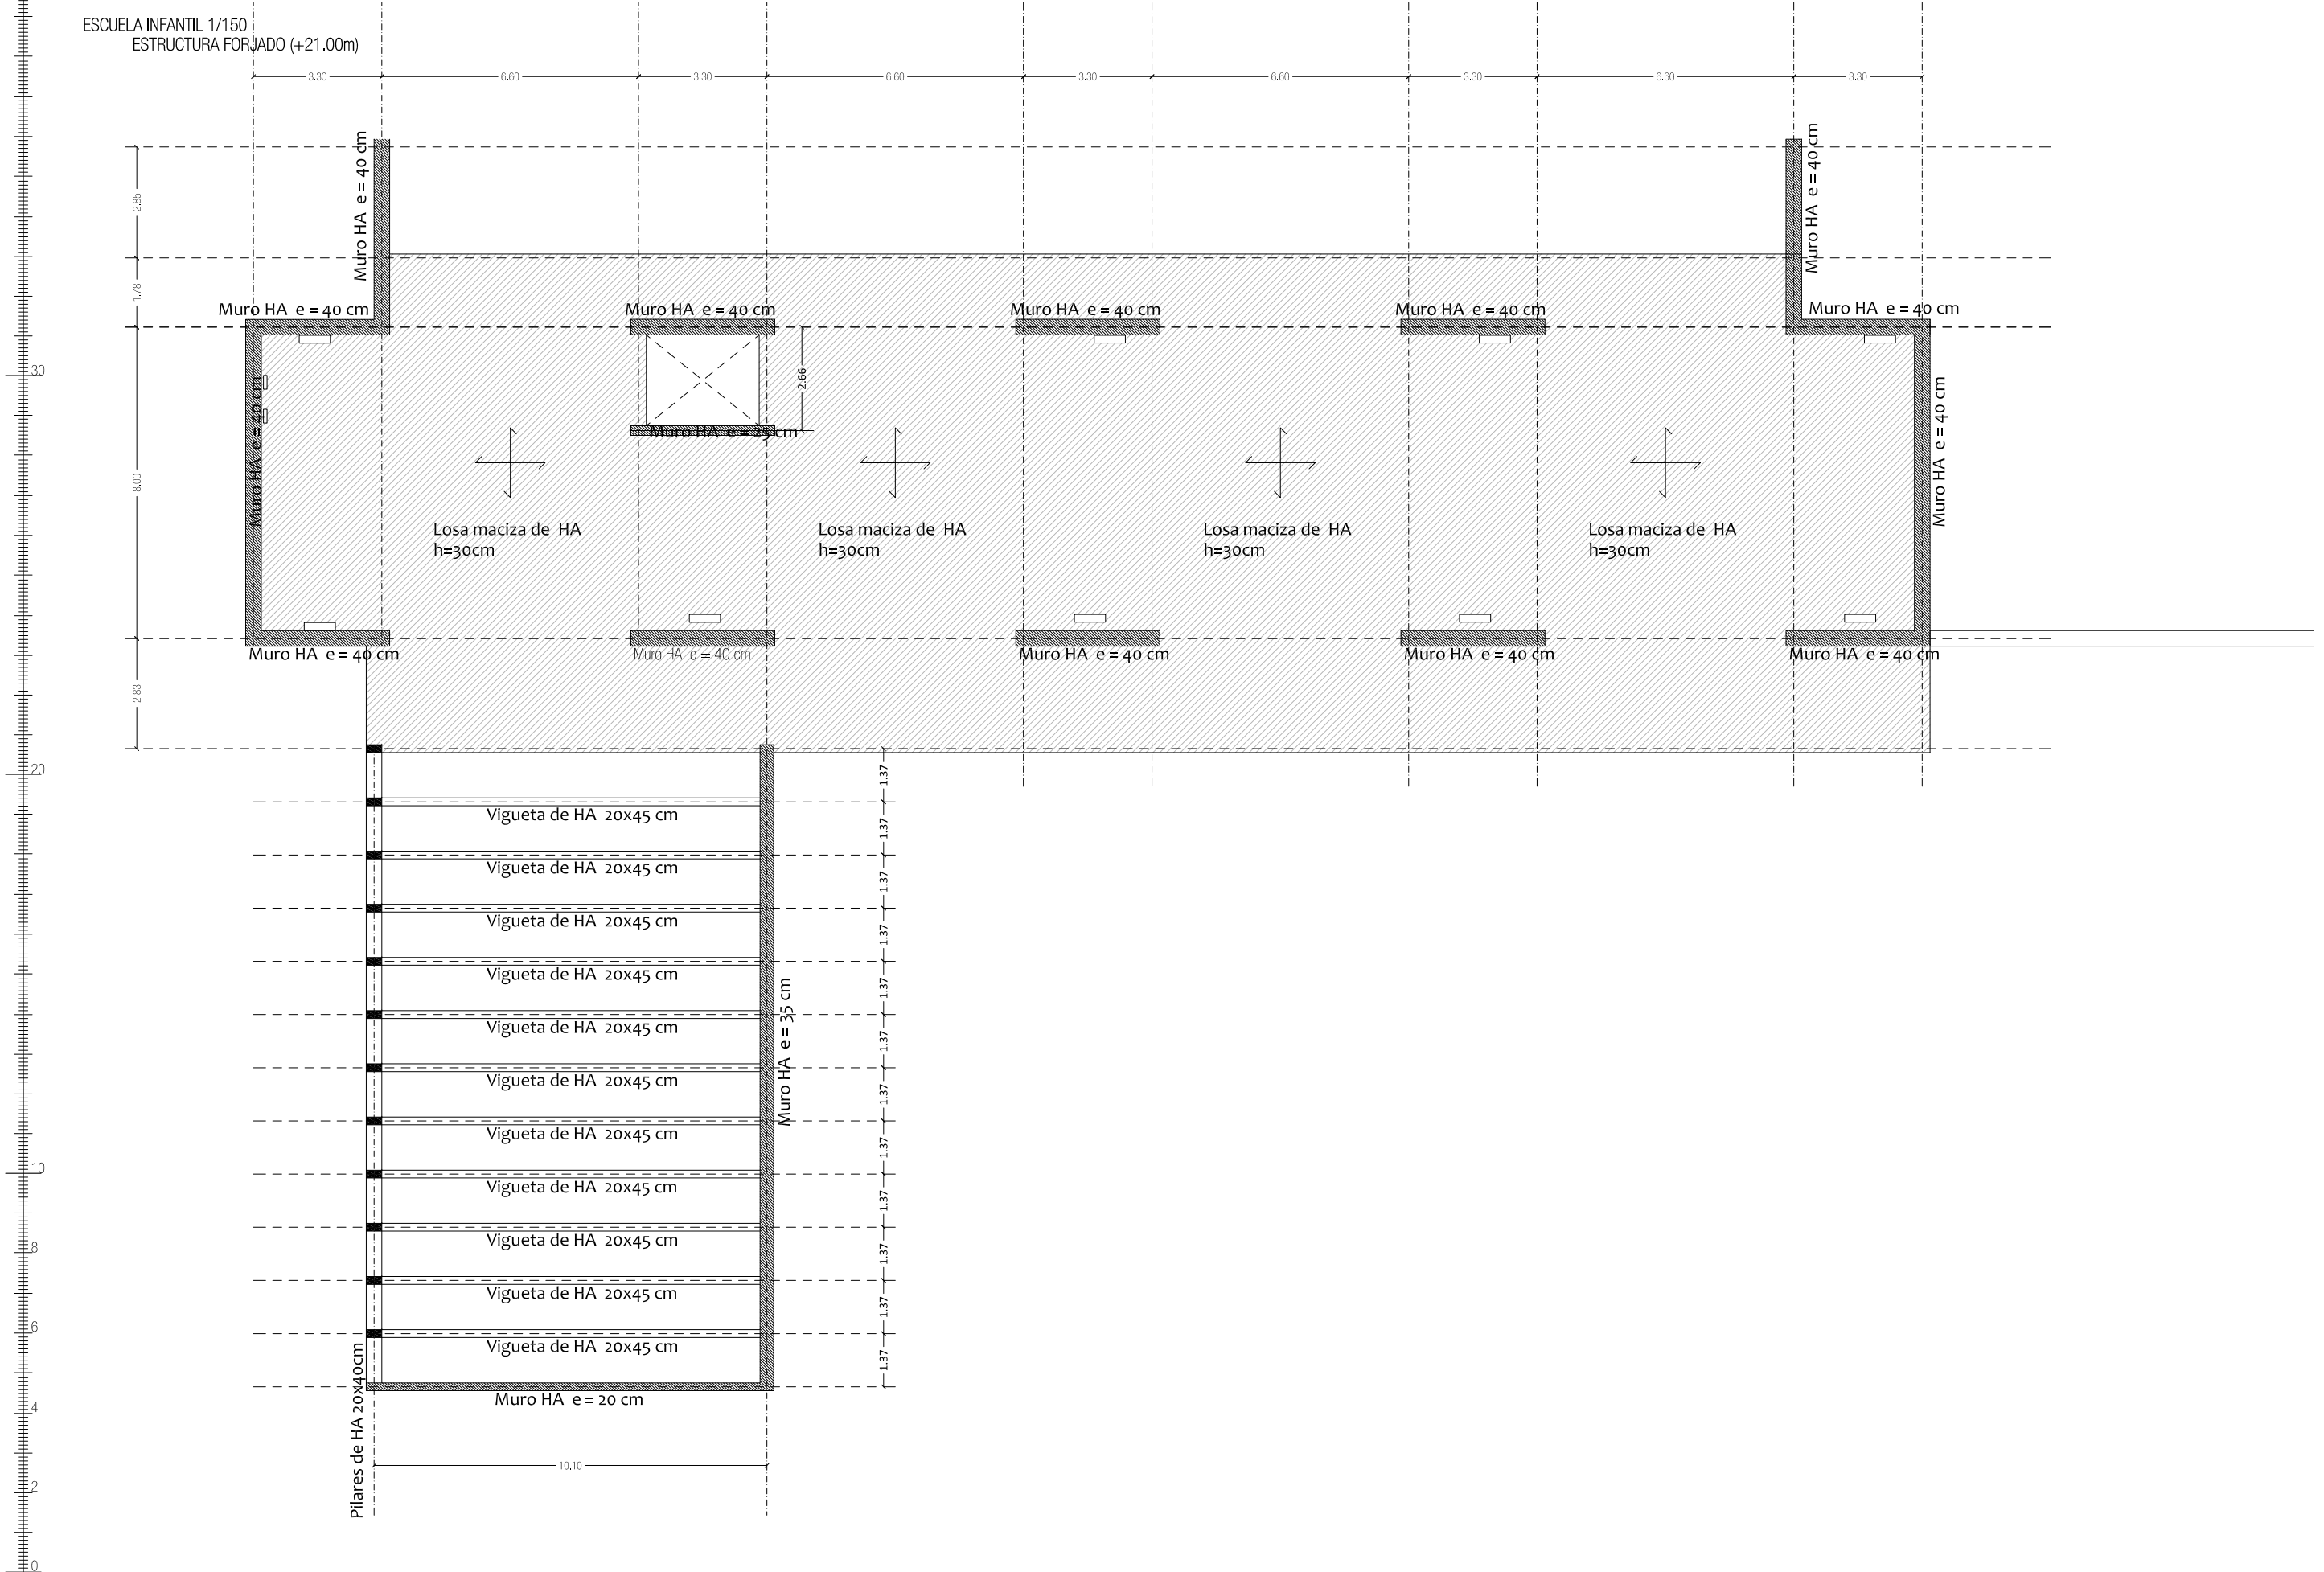 ESCUELA INFANTIL 1/150
ESTRUCTURA FORJADO (+21.00m)
3.30
6.60
3.30
6.60
3.30
6.60
3.30
6.60
3.30
Muro HA e = 40 cm
Muro HA e = 40 cm
2.85
1.78
Muro HA e = 40 cm
Muro HA e = 40 cm
Muro HA e = 40 cm
Muro HA e = 40 cm
Muro HA e = 40 cm
30
2.66
Muro HA e = 40 cm
Muro HA e = 25 cm
Muro HA e = 40 cm
8.00
Losa maciza de HA
h=30cm
Losa maciza de HA
h=30cm
Losa maciza de HA
h=30cm
Losa maciza de HA
h=30cm
Muro HA e = 40 cm
Muro HA e = 40 cm
Muro HA e = 40 cm
Muro HA e = 40 cm
Muro HA e = 40 cm
2.83
20
1.37
Vigueta de HA 20x45 cm
1.37
Vigueta de HA 20x45 cm
1.37
Vigueta de HA 20x45 cm
1.37
Vigueta de HA 20x45 cm
1.37
Vigueta de HA 20x45 cm
1.37
Vigueta de HA 20x45 cm
1.37
Vigueta de HA 20x45 cm
1.37
Vigueta de HA 20x45 cm
1.37
Vigueta de HA 20x45 cm
1.37
Vigueta de HA 20x45 cm
1.37
Vigueta de HA 20x45 cm
1.37
Muro HA e = 35 cm
10
8
6
4
2
0
Muro HA e = 20 cm
Pilares de HA 20x40cm
10.10